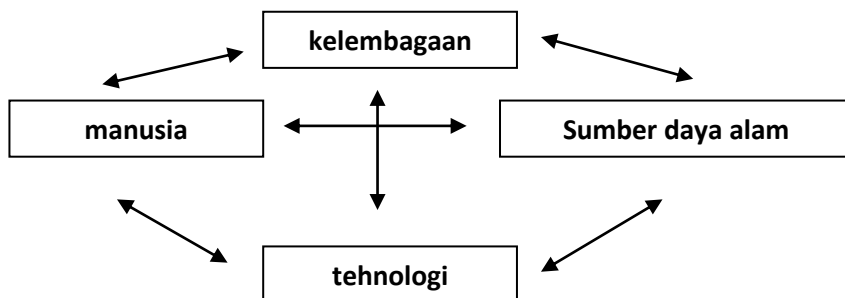 kelembagaan
manusia
Sumber daya alam
tehnologi